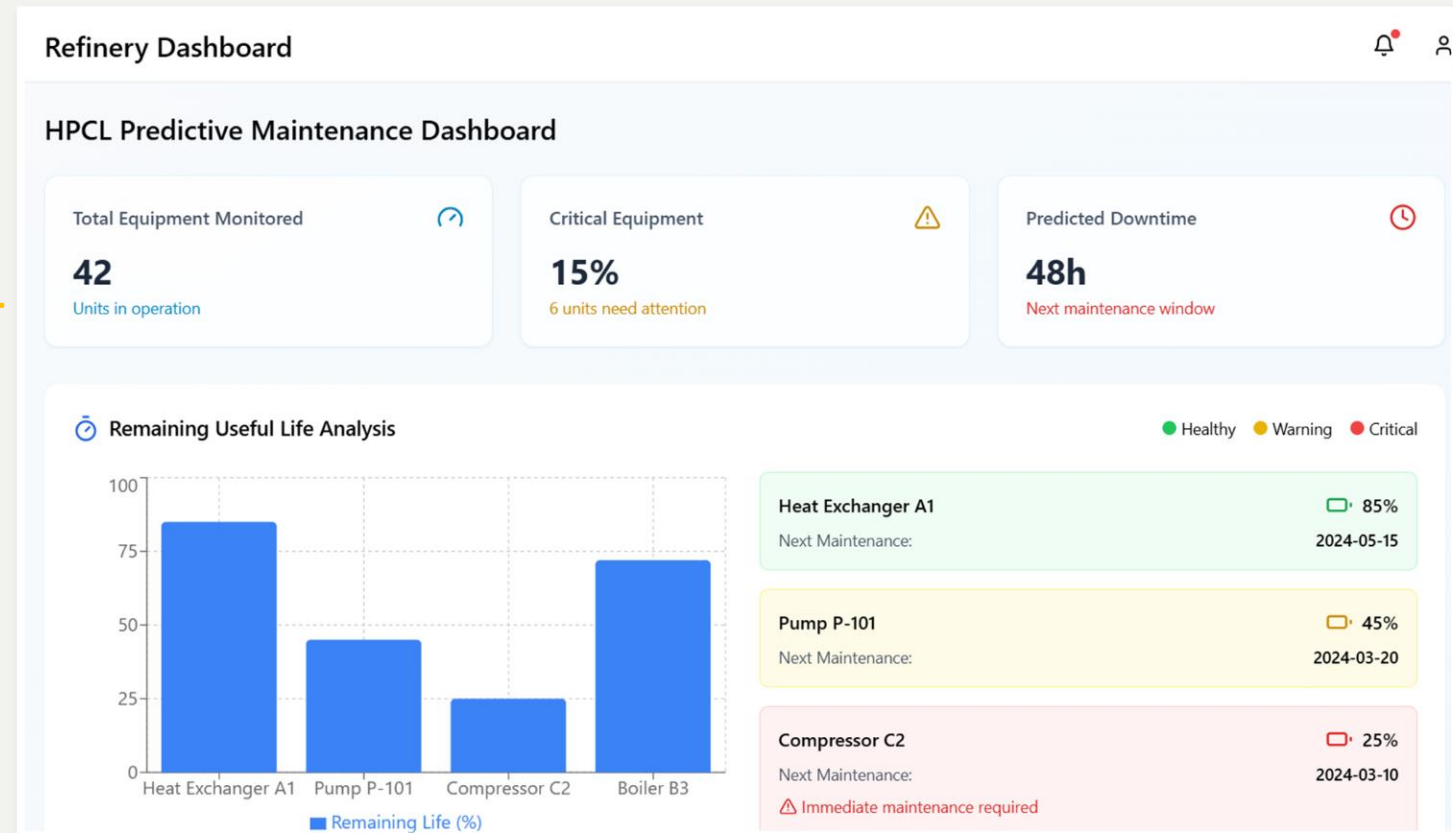 Refinery Dashboard
HPCL Predictive Maintenance Dashboard
Total Equipment Monitored
42
Units in operation
Critical Equipment
15%
6 units need attention
Predicted Downtime
48h
Next maintenance window
Remaining Useful Life Analysis
Healthy Warning Critical
100
75
50
25
0
Heat Exchanger A1 Pump P-101 Compressor C2 Boiler B3
Remaining Life (%)
Heat Exchanger A1 85%
Next Maintenance: 2024-05-15
Pump P-101 45%
Next Maintenance: 2024-03-20
Compressor C2 25%
Next Maintenance: 2024-03-10
Immediate maintenance required